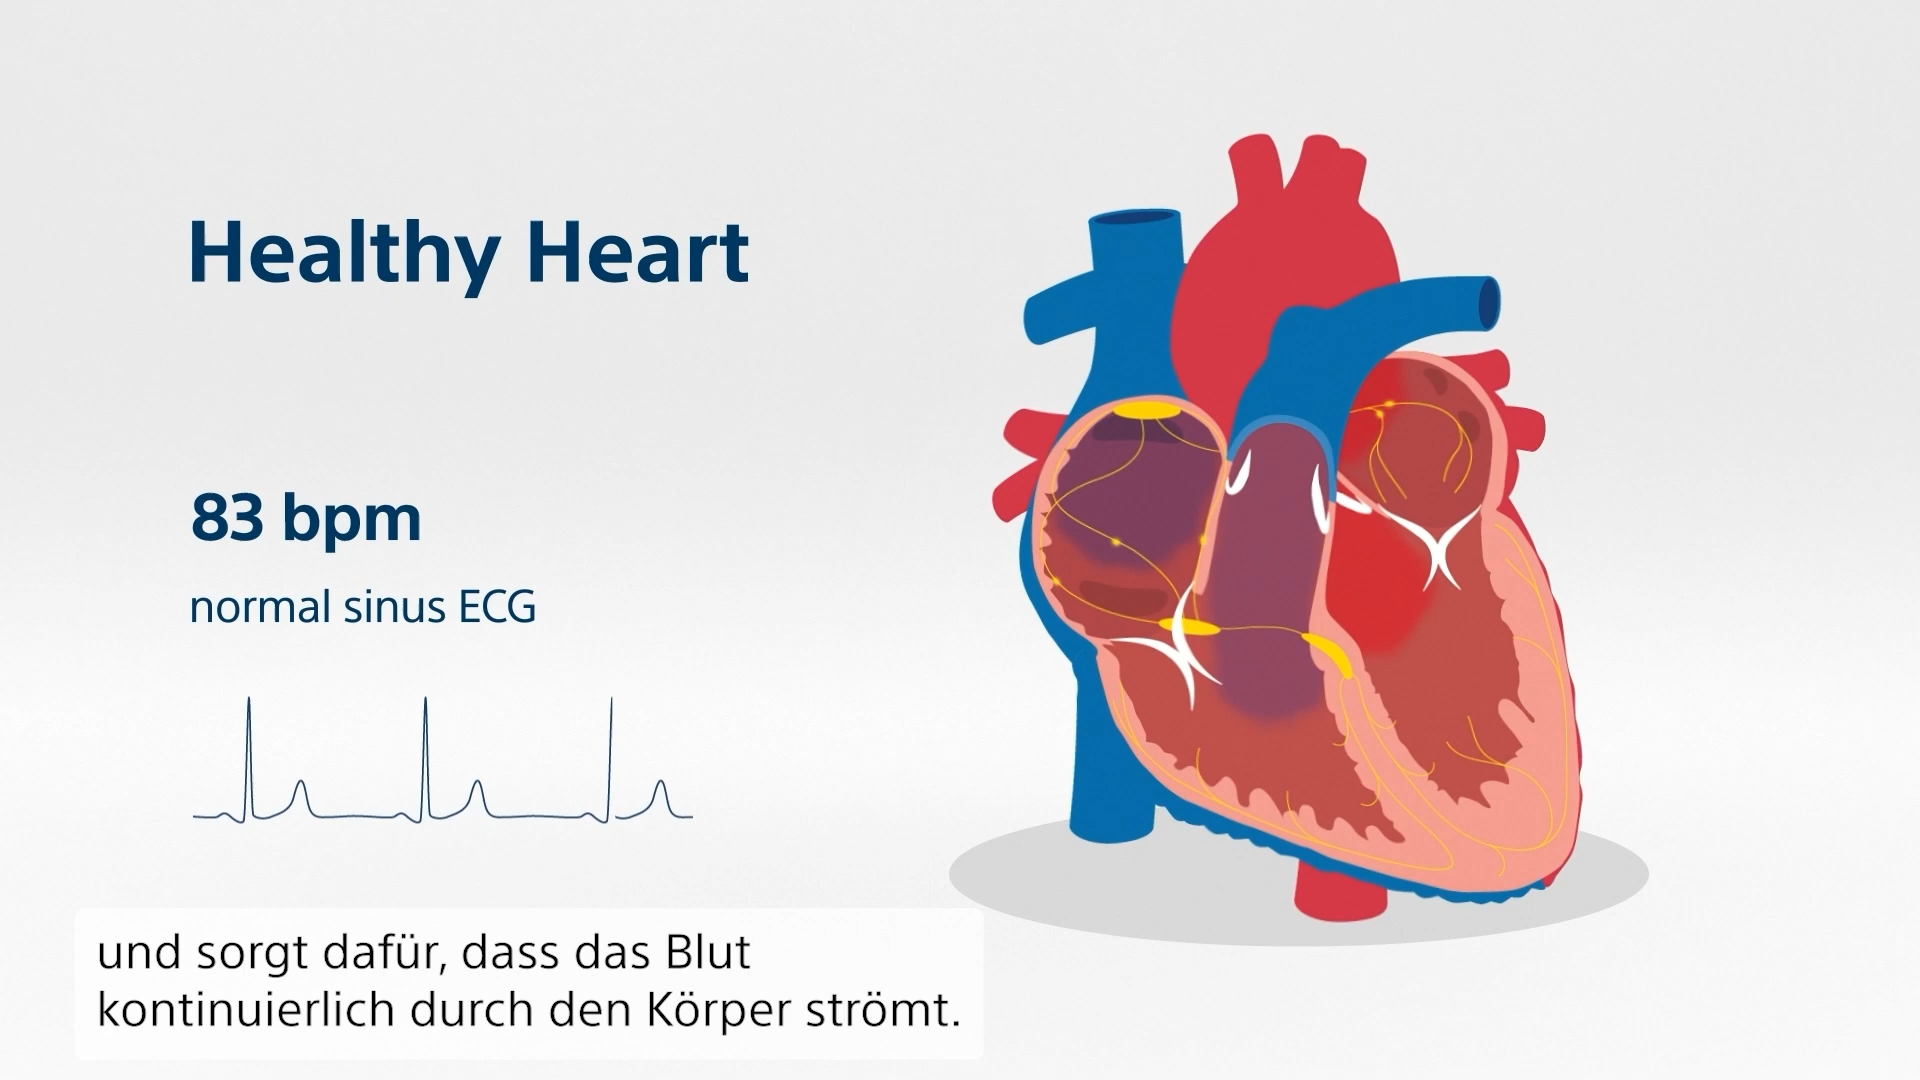 Healthy Heart
83 bpm
normal sinus ECG
und sorgt dafür, dass das Blut
kontinuierlich durch den Körper strömt.